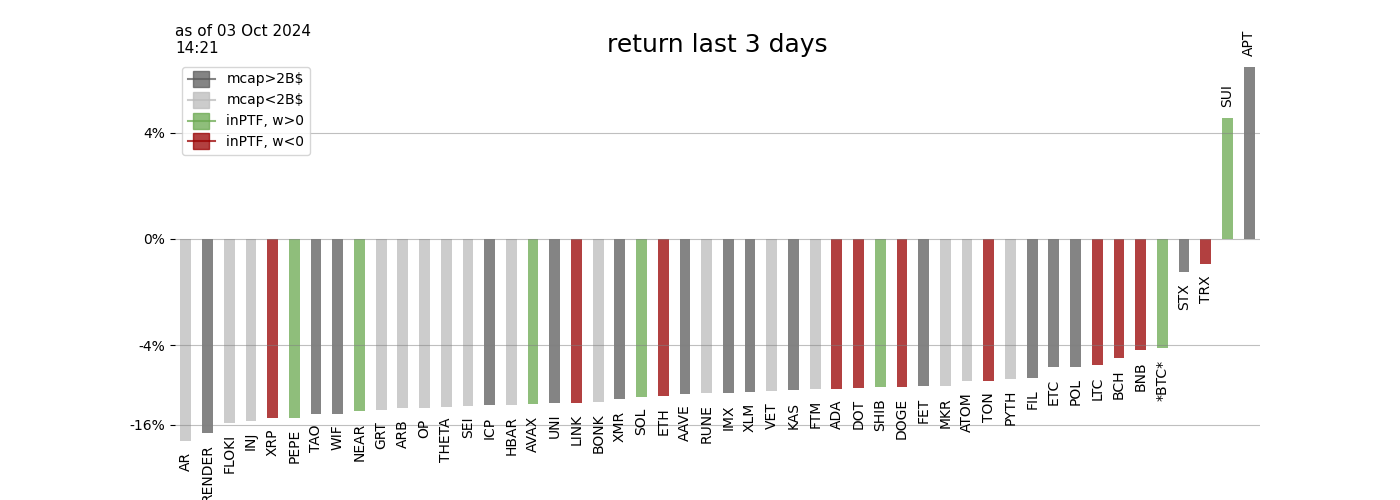 as of 03 Oct 2024
14:21
return last 3 days
mcap>2B$
mcap<2B$
inPTF, w>0
inPTF, w<0
4%
0%
-4%
-16%
AR
RENDER
FLOKI
INJ
XRP
PEPE
TAO
WIF
NEAR
GRT
ARB
OP
THETA
SEI
ICP
HBAR
AVAX
UNI
LINK
BONK
XMR
SOL
ETH
AAVE
RUNE
IMX
XLM
VET
KAS
FTM
ADA
DOT
SHIB
DOGE
FET
MKR
ATOM
TON
PYTH
FIL
ETC
POL
LTC
BCH
BNB
*BTC*
STX
TRX
SUI
APT